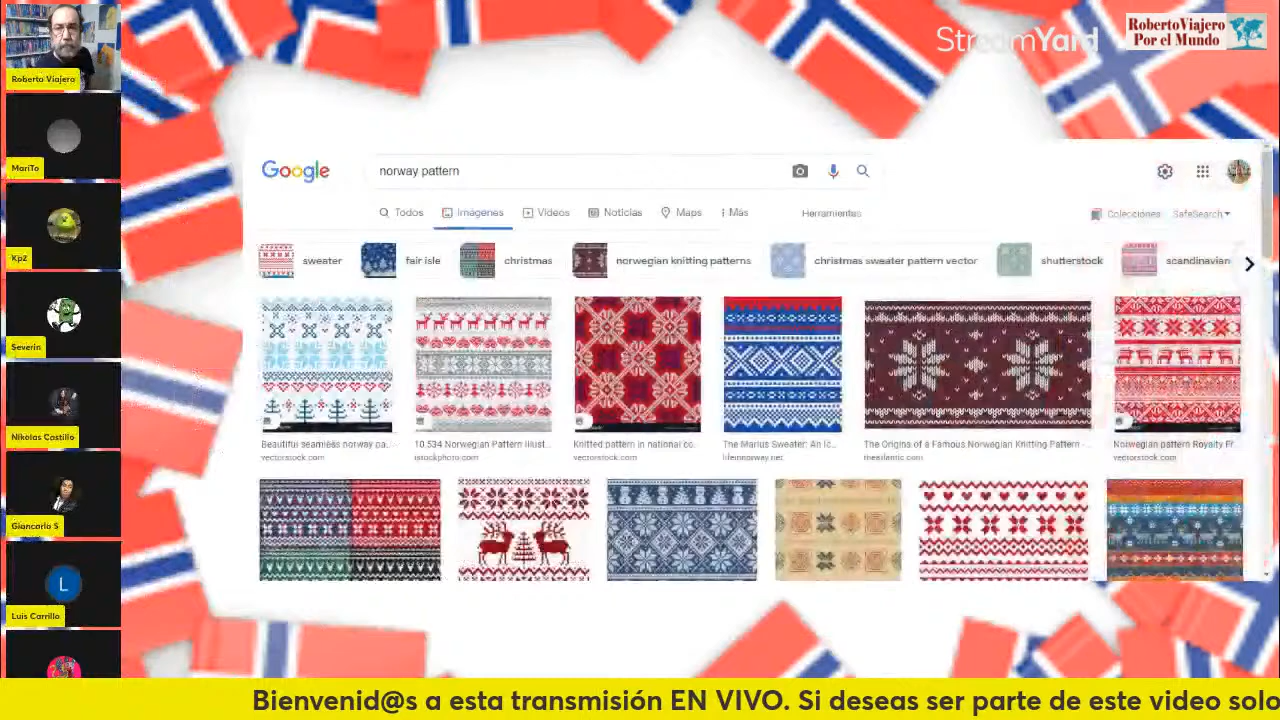 StreamYard
RobertoViajero
Por el Mundo
Roberto Viajero
MariTo
KpZ
Severin
Nikolas Castillo
Giancarlo S
Luis Carrillo
Google
norway pattern
Todos
Imágenes
Videos
Noticias
Maps
Más
Herramientas
Colecciones
SafeSearch
sweater
fair isle
christmas
norwegian knitting patterns
christmas sweater pattern vector
shutterstock
scandinavian
Beautiful seamless norway pa...
vectorstock.com
10,534 Norwegian Pattern Illust...
istockphoto.com
Knitted pattern in national co...
vectorstock.com
The Marius Sweater: An Ic...
lifeinnorway.net
The Origins of a Famous Norwegian Knitting Pattern - ...
theatlantic.com
Norwegian pattern Royalty Fr...
vectorstock.com
L
Bienvenid@s a esta transmisión EN VIVO. Si deseas ser parte de este video solo